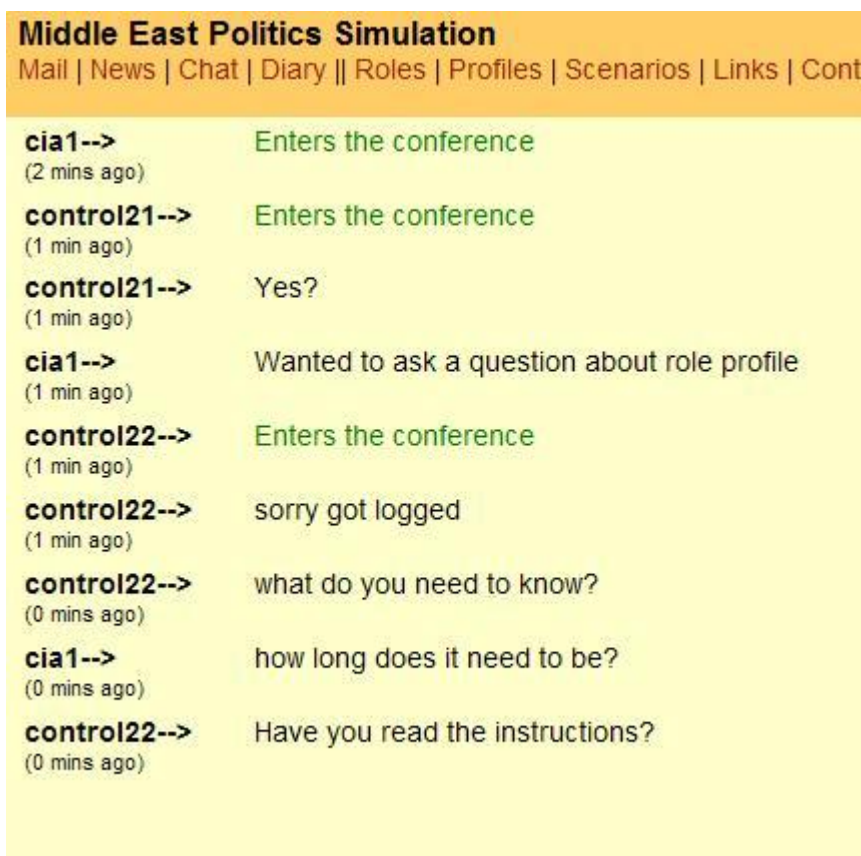 Middle East Politics Simulation
Mail | News | Chat | Diary || Roles | Profiles | Scenarios | Links | Cont
cia1--> Enters the conference
(2 mins ago)
control21--> Enters the conference
(1 min ago)
control21--> Yes?
(1 min ago)
cia1--> Wanted to ask a question about role profile
(1 min ago)
control22--> Enters the conference
(1 min ago)
control22--> sorry got logged
(1 min ago)
control22--> what do you need to know?
(0 mins ago)
cia1--> how long does it need to be?
(0 mins ago)
control22--> Have you read the instructions?
(0 mins ago)